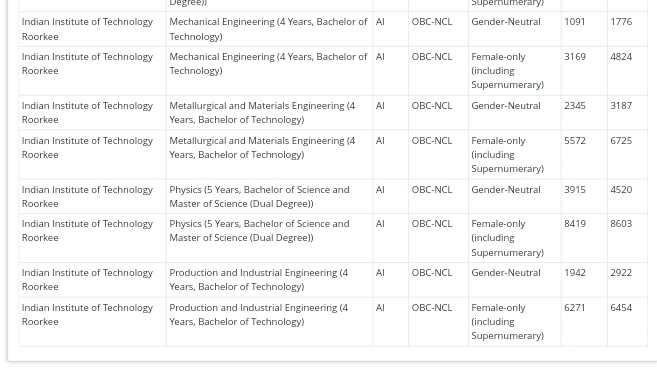 Degree)) Supernumerary)
Indian Institute of Technology Mechanical Engineering (4 Years, Bachelor of AI OBC-NCL Gender-Neutral 1091 1776
Roorkee Technology)
Indian Institute of Technology Mechanical Engineering (4 Years, Bachelor of AI OBC-NCL Female-only 3169 4824
Roorkee Technology) (including
Supernumerary)
Indian Institute of Technology Metallurgical and Materials Engineering (4 AI OBC-NCL Gender-Neutral 2345 3187
Roorkee Years, Bachelor of Technology)
Indian Institute of Technology Metallurgical and Materials Engineering (4 AI OBC-NCL Female-only 5572 6725
Roorkee Years, Bachelor of Technology) (including
Supernumerary)
Indian Institute of Technology Physics (5 Years, Bachelor of Science and AI OBC-NCL Gender-Neutral 3915 4520
Roorkee Master of Science (Dual Degree))
Indian Institute of Technology Physics (5 Years, Bachelor of Science and AI OBC-NCL Female-only 8419 8603
Roorkee Master of Science (Dual Degree)) (including
Supernumerary)
Indian Institute of Technology Production and Industrial Engineering (4 AI OBC-NCL Gender-Neutral 1942 2922
Roorkee Years, Bachelor of Technology)
Indian Institute of Technology Production and Industrial Engineering (4 AI OBC-NCL Female-only 6271 6454
Roorkee Years, Bachelor of Technology) (including
Supernumerary)